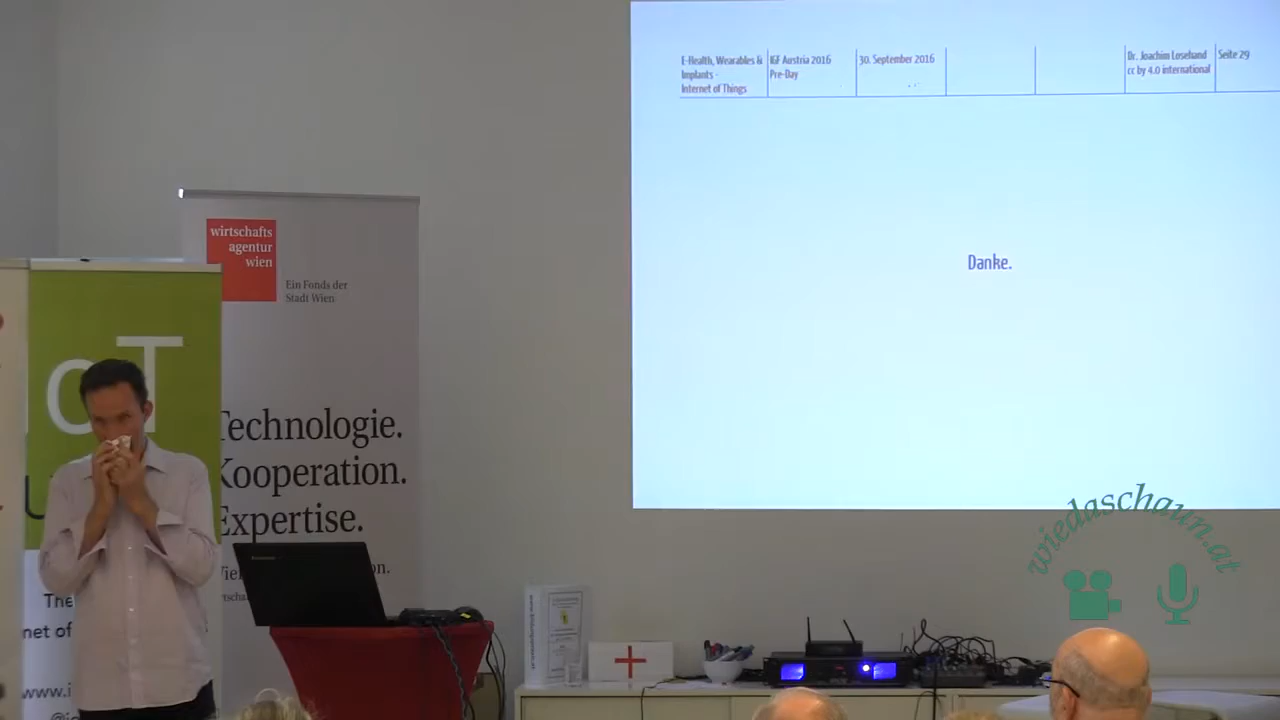 E-Health, Wearables &
Implants -
Internet of Things
IGF Austria 2016
Pre-Day
30. September 2016
Dr. Joachim Losehand
cc by 4.0 international
Seite 29
Danke.
wirtschafts
agentur
wien
Ein Fonds der
Stadt Wien
oT
Technologie.
Kooperation.
Expertise.
The
net of
www.i
wiedaschaun.at